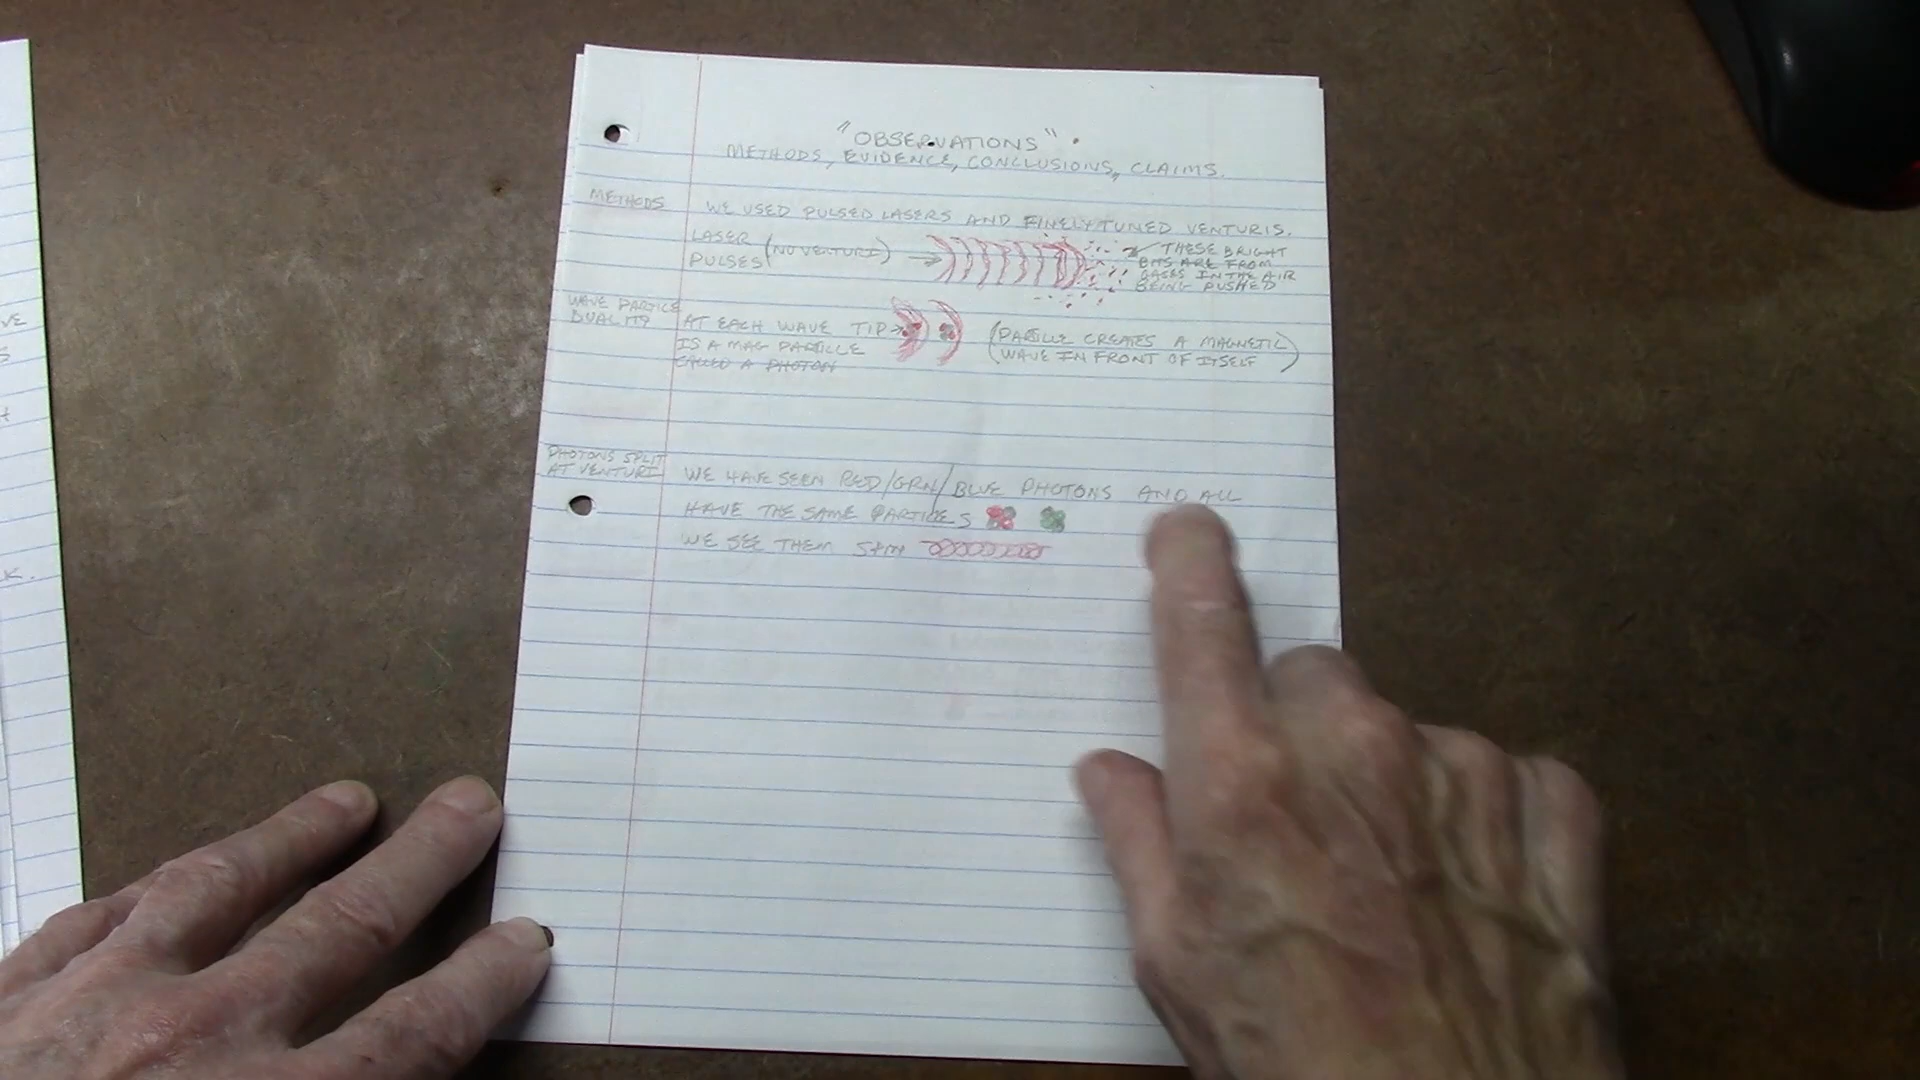 "OBSERVATIONS".
METHODS, EVIDENCE, CONCLUSIONS, CLAIMS.
METHODS WE USED PULSED LASERS AND FINELY TUNED VENTURIS.
LASER PULSES (NO VENTURI)
THESE BRIGHT
BITS ARE FROM
GASES IN THE AIR
BEING PUSHED
WAVE PARTICLE
DUALITY
AT EACH WAVE TIP
IS A MAG PARTICLE
CALLED A PHOTON
(PARTICLE CREATES A MAGNETIC
WAVE IN FRONT OF ITSELF)
PHOTONS SPLIT
AT VENTURI
WE HAVE SEEN RED/GRN/BLUE PHOTONS AND ALL
HAVE THE SAME PARTICLES
WE SEE THEM SPIN
VE
S
K.